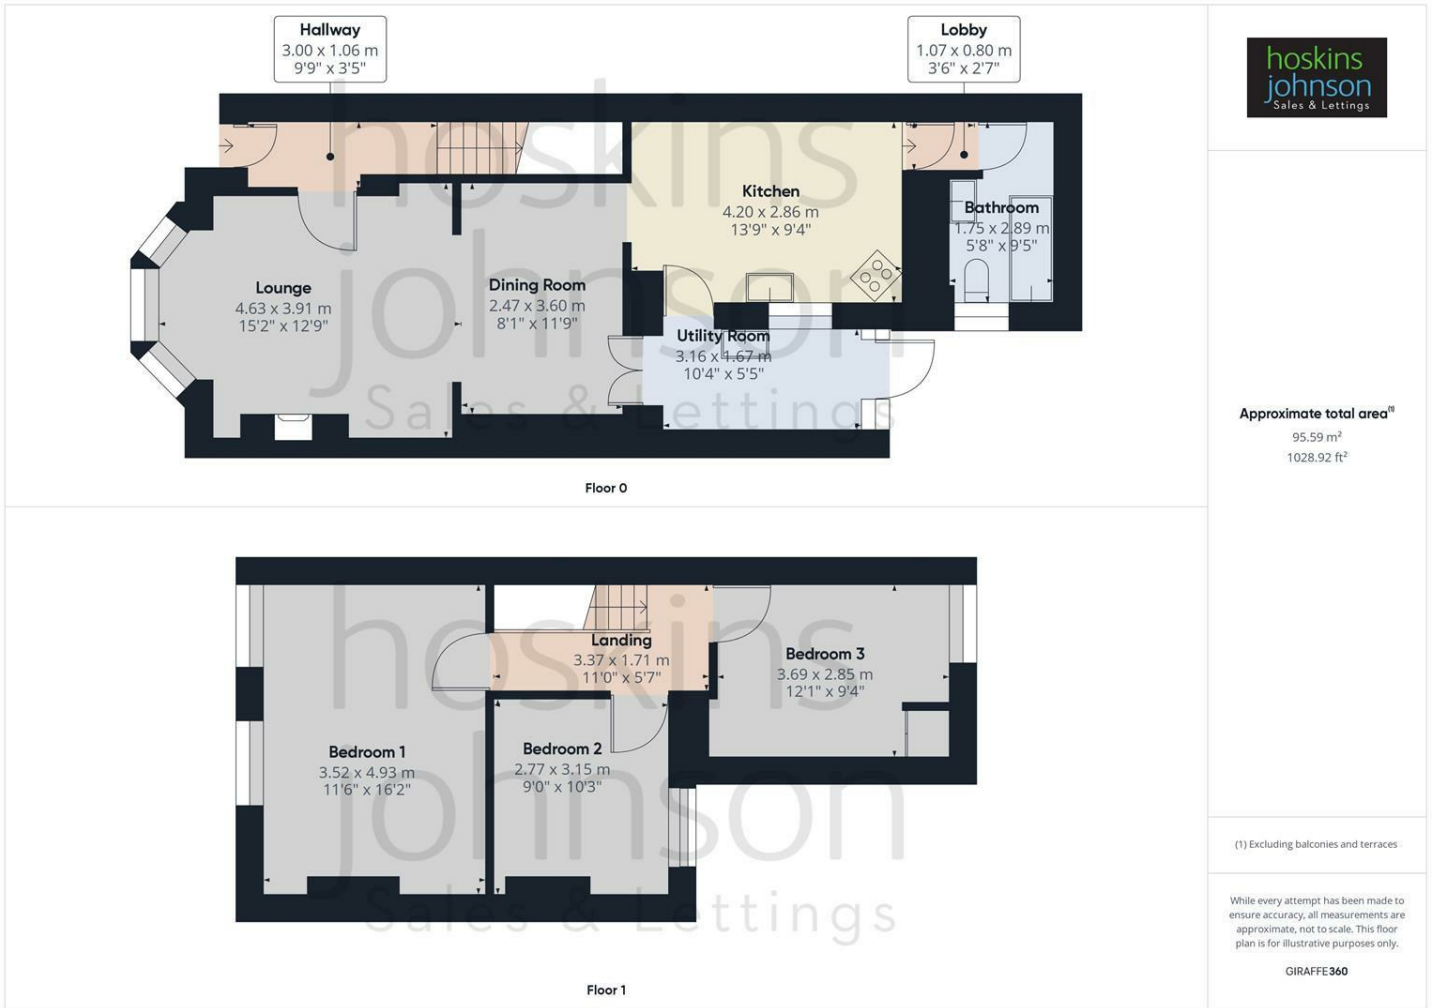 Hallway
3.00 x 1.06 m
9'9" x 3'5"
Lobby
1.07 x 0.80 m
3'6" x 2'7"
hoskins
johnson
Sales & Lettings
Kitchen
4.20 x 2.86 m
13'9" x 9'4"
Bathroom
1.75 x 2.89 m
5'8" x 9'5"
Lounge
4.63 x 3.91 m
15'2" x 12'9"
Dining Room
2.47 x 3.60 m
8'1" x 11'9"
Utility Room
3.16 x 1.67 m
10'4" x 5'5"
hoskins
johnson
Sales & Lettings
Floor 0
Approximate total area(1)
95.59 m²
1028.92 ft²
Landing
3.37 x 1.71 m
11'0" x 5'7"
Bedroom 3
3.69 x 2.85 m
12'1" x 9'4"
Bedroom 1
3.52 x 4.93 m
11'6" x 16'2"
Bedroom 2
2.77 x 3.15 m
9'0" x 10'3"
hoskins
johnson
Sales & Lettings
Floor 1
(1) Excluding balconies and terraces
While every attempt has been made to
ensure accuracy, all measurements are
approximate, not to scale. This floor
plan is for illustrative purposes only.
GIRAFFE360